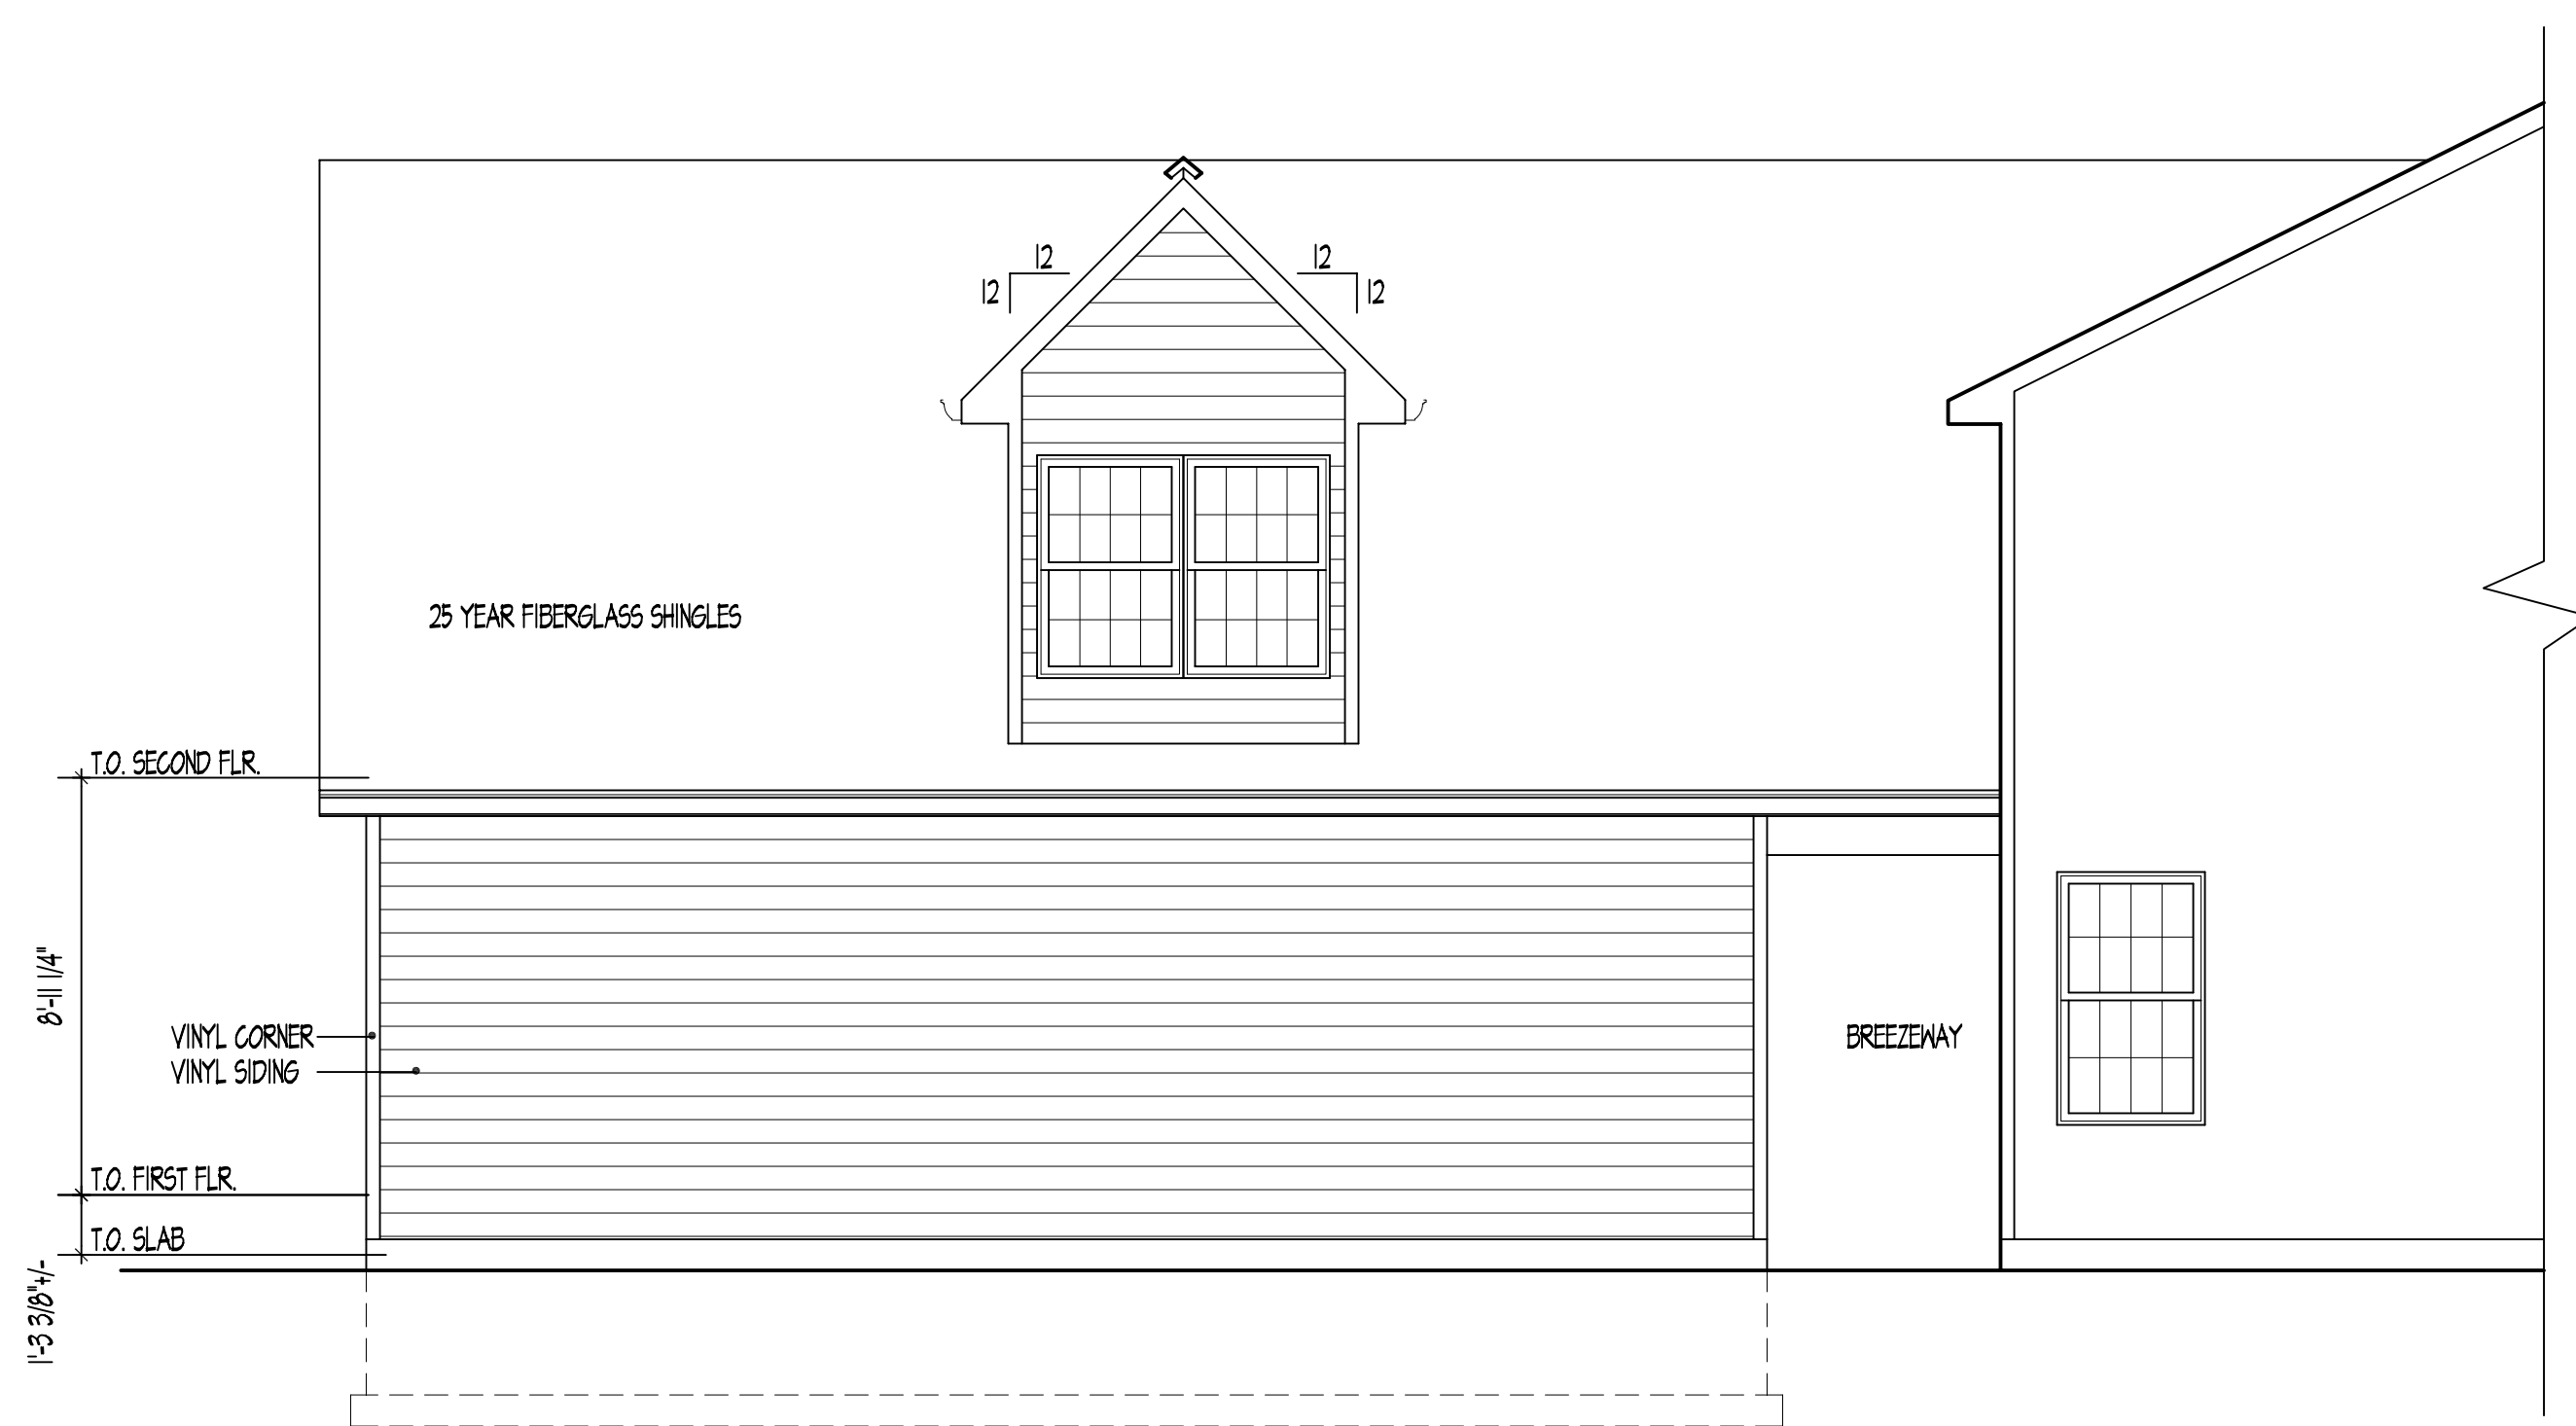 12
12
12
12
25 YEAR FIBERGLASS SHINGLES
T.O. SECOND FLR.
8'-11 1/4"
VINYL CORNER
VINYL SIDING
BREEZEWAY
T.O. FIRST FLR.
T.O. SLAB
1'-3 3/8"+/-